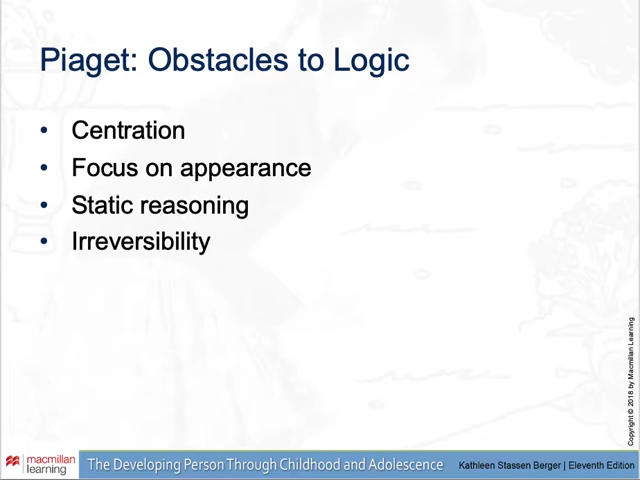 Piaget: Obstacles to Logic
• Centration
• Focus on appearance
• Static reasoning
• Irreversibility
Copyright © 2018 by Macmillan Learning
macmillan
learning
The Developing Person Through Childhood and Adolescence
Kathleen Stassen Berger | Eleventh Edition